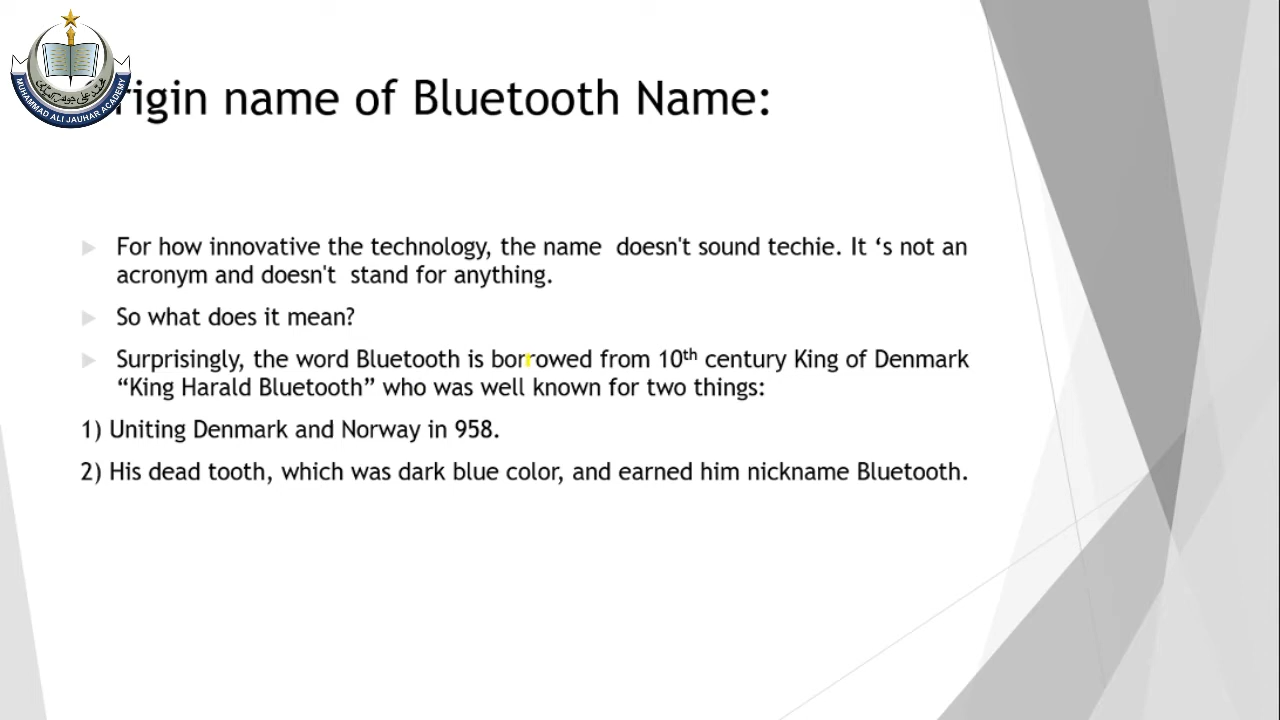 MUHAMMAD ALI JAUHAR ACADEMY
rigin name of Bluetooth Name:
For how innovative the technology, the name doesn't sound techie. It ‘s not an
acronym and doesn't stand for anything.
So what does it mean?
Surprisingly, the word Bluetooth is borrowed from 10th century King of Denmark
“King Harald Bluetooth” who was well known for two things:
1) Uniting Denmark and Norway in 958.
2) His dead tooth, which was dark blue color, and earned him nickname Bluetooth.